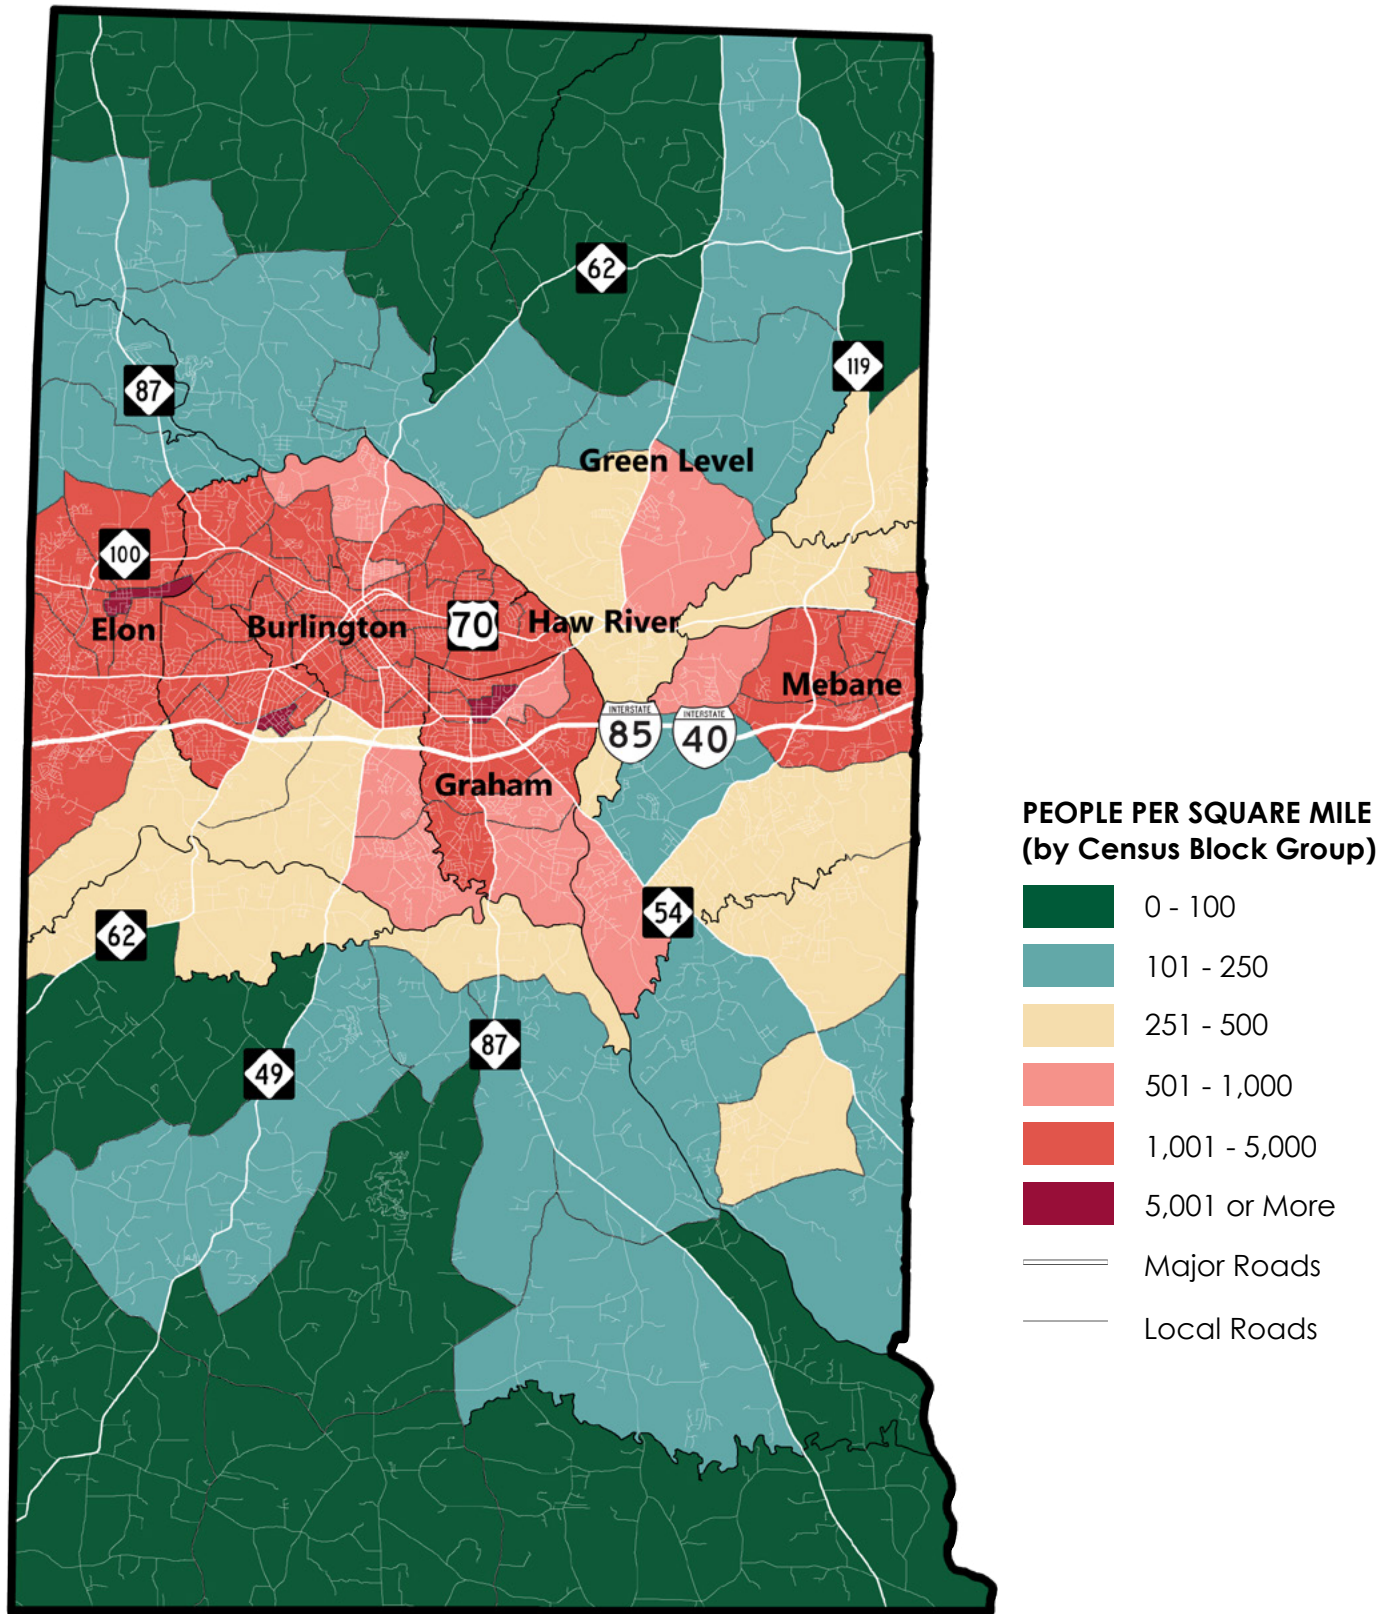 62
119
87
Green Level
100
Elon
Burlington
70
Haw River
Mebane
INTERSTATE
85
INTERSTATE
40
Graham
62
54
87
49
PEOPLE PER SQUARE MILE
(by Census Block Group)
0 - 100
101 - 250
251 - 500
501 - 1,000
1,001 - 5,000
5,001 or More
Major Roads
Local Roads